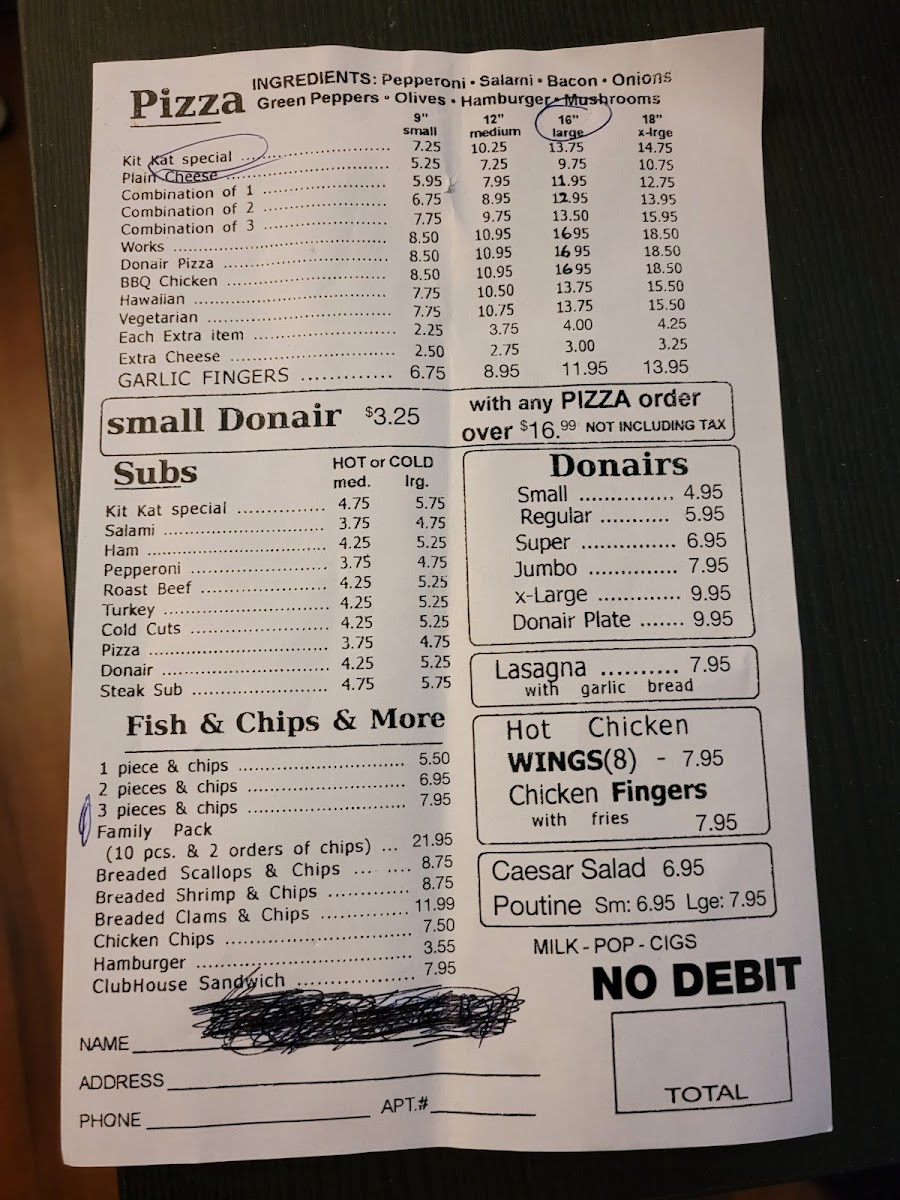 Pizza INGREDIENTS: Pepperoni • Salami • Bacon • Onions
Green Peppers • Olives • Hamburger • Mushrooms
9" 12" 16" 18"
small medium large x-lrge
Kit Kat special .......... 7.25 10.25 13.75 14.75
Plain Cheese .......... 5.25 7.25 9.75 10.75
Combination of 1 .......... 5.95 7.95 11.95 12.75
Combination of 2 .......... 6.75 8.95 12.95 13.95
Combination of 3 .......... 7.75 9.75 13.50 15.95
Works .......... 8.50 10.95 1695 18.50
Donair Pizza .......... 8.50 10.95 1695 18.50
BBQ Chicken .......... 8.50 10.95 1695 18.50
Hawaiian .......... 7.75 10.50 13.75 15.50
Vegetarian .......... 7.75 10.75 13.75 15.50
Each Extra item .......... 2.25 3.75 4.00 4.25
Extra Cheese .......... 2.50 2.75 3.00 3.25
GARLIC FINGERS .......... 6.75 8.95 11.95 13.95
small Donair $3.25 with any PIZZA order
over $16.99 NOT INCLUDING TAX
Subs HOT or COLD
med. lrg.
Kit Kat special .......... 4.75 5.75
Salami .......... 3.75 4.75
Ham .......... 4.25 5.25
Pepperoni .......... 3.75 4.75
Roast Beef .......... 4.25 5.25
Turkey .......... 4.25 5.25
Cold Cuts .......... 4.25 5.25
Pizza .......... 3.75 4.75
Donair .......... 4.25 5.25
Steak Sub .......... 4.75 5.75
Fish & Chips & More
1 piece & chips .......... 5.50
2 pieces & chips .......... 6.95
3 pieces & chips .......... 7.95
Family Pack
(10 pcs. & 2 orders of chips) ... 21.95
Breaded Scallops & Chips ... .... 8.75
Breaded Shrimp & Chips .......... 8.75
Breaded Clams & Chips .......... 11.99
Chicken Chips .......... 7.50
Hamburger .......... 3.55
ClubHouse Sandwich .......... 7.95
Donairs
Small .......... 4.95
Regular .......... 5.95
Super .......... 6.95
Jumbo .......... 7.95
x-Large .......... 9.95
Donair Plate ....... 9.95
Lasagna .......... 7.95
with garlic bread
Hot Chicken
WINGS(8) - 7.95
Chicken Fingers
with fries 7.95
Caesar Salad 6.95
Poutine Sm: 6.95 Lge: 7.95
MILK - POP - CIGS
NO DEBIT
TOTAL
NAME
ADDRESS
PHONE APT.#